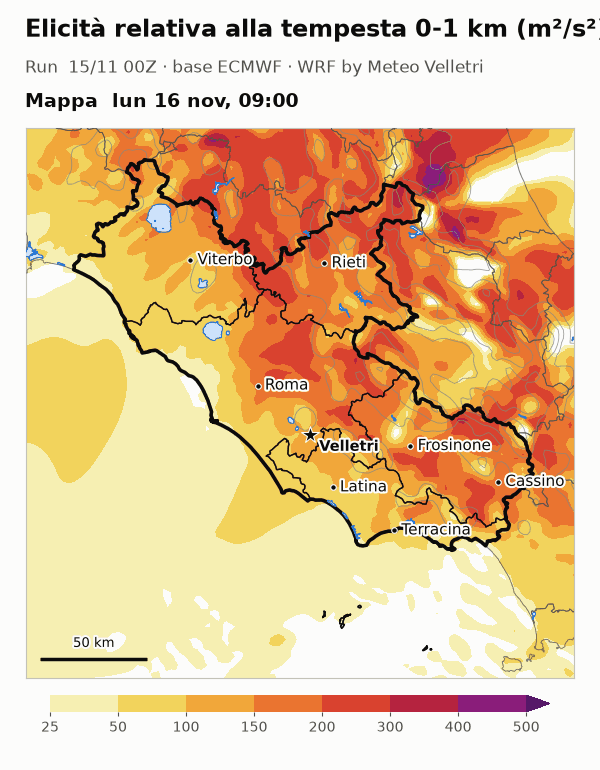 Elicità relativa alla tempesta 0-1 km (m²/s²)
Run  15/11 00Z · base ECMWF · WRF by Meteo Velletri
Mappa  lun 16 nov, 09:00
Viterbo
Rieti
Roma
Velletri
Frosinone
Cassino
Latina
Terracina
50 km
25 50 100 150 200 300 400 500